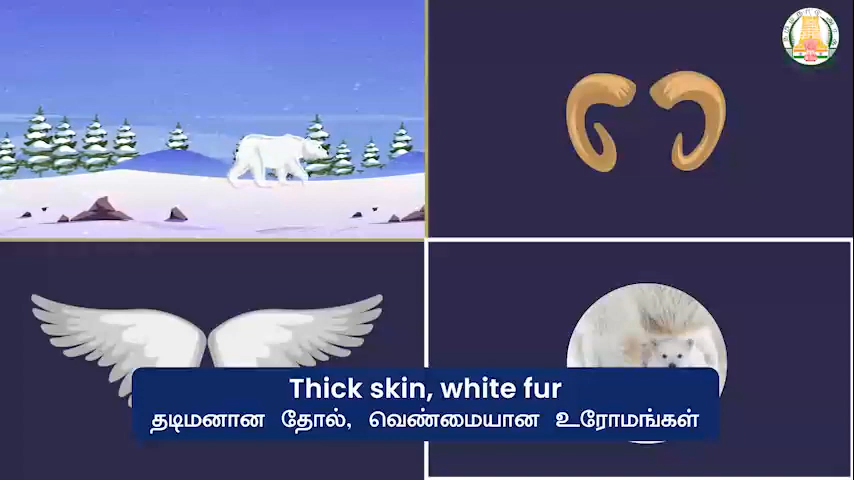 Thick skin, white fur
தடிமனான தோல், வெண்மையான உரோமங்கள்